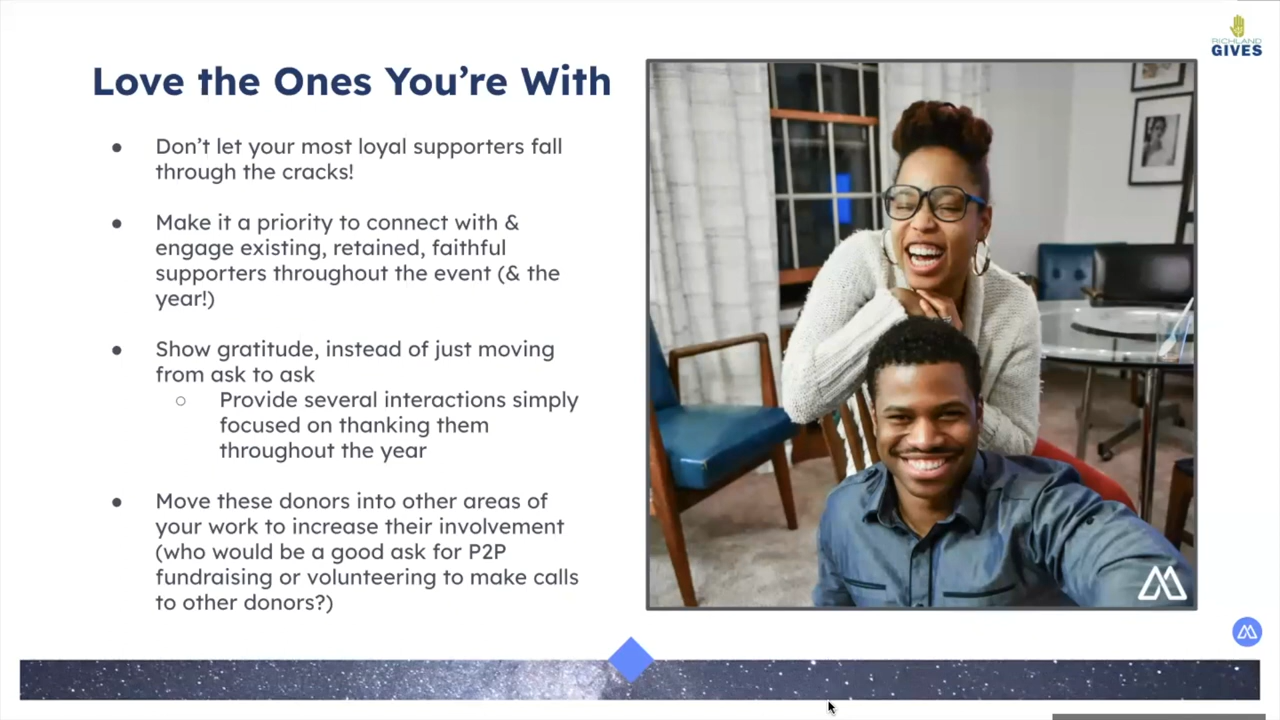 RICHLAND
GIVES
Love the Ones You’re With
● Don’t let your most loyal supporters fall
through the cracks!
● Make it a priority to connect with &
engage existing, retained, faithful
supporters throughout the event (& the
year!)
● Show gratitude, instead of just moving
from ask to ask
○ Provide several interactions simply
focused on thanking them
throughout the year
● Move these donors into other areas of
your work to increase their involvement
(who would be a good ask for P2P
fundraising or volunteering to make calls
to other donors?)